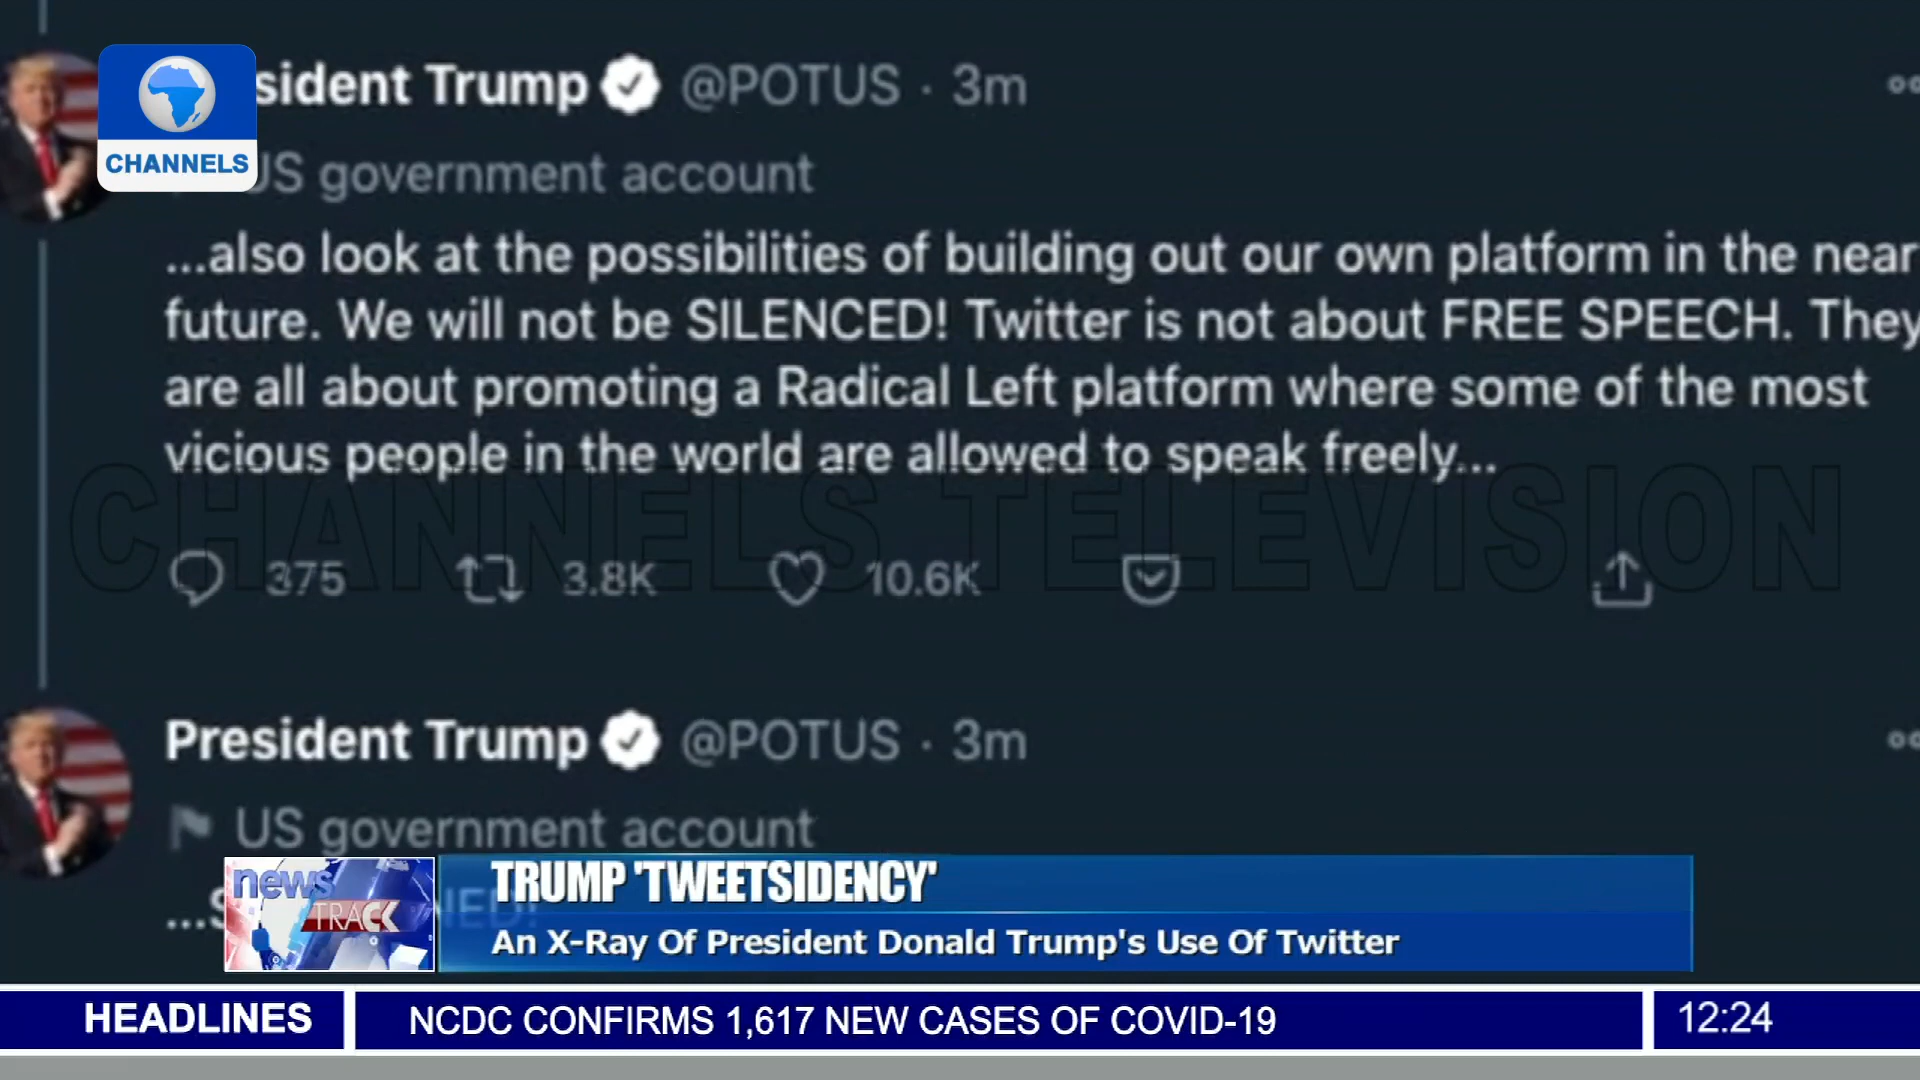 sident Trump @POTUS · 3m
CHANNELS
US government account
...also look at the possibilities of building out our own platform in the near
future. We will not be SILENCED! Twitter is not about FREE SPEECH. They
are all about promoting a Radical Left platform where some of the most
vicious people in the world are allowed to speak freely...
CHANNELS TELEVISION
375 3.8K 10.6K
President Trump @POTUS · 3m
US government account
news TRACK
TRUMP 'TWEETSIDENCY'
An X-Ray Of President Donald Trump's Use Of Twitter
HEADLINES NCDC CONFIRMS 1,617 NEW CASES OF COVID-19 12:24